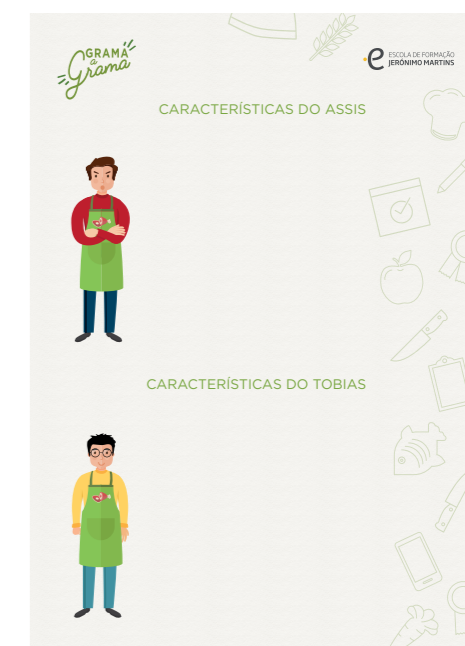 GRAMA
a
Grama
ESCOLA DE FORMAÇÃO
JERÓNIMO MARTINS
CARACTERÍSTICAS DO ASSIS
CARACTERÍSTICAS DO TOBIAS